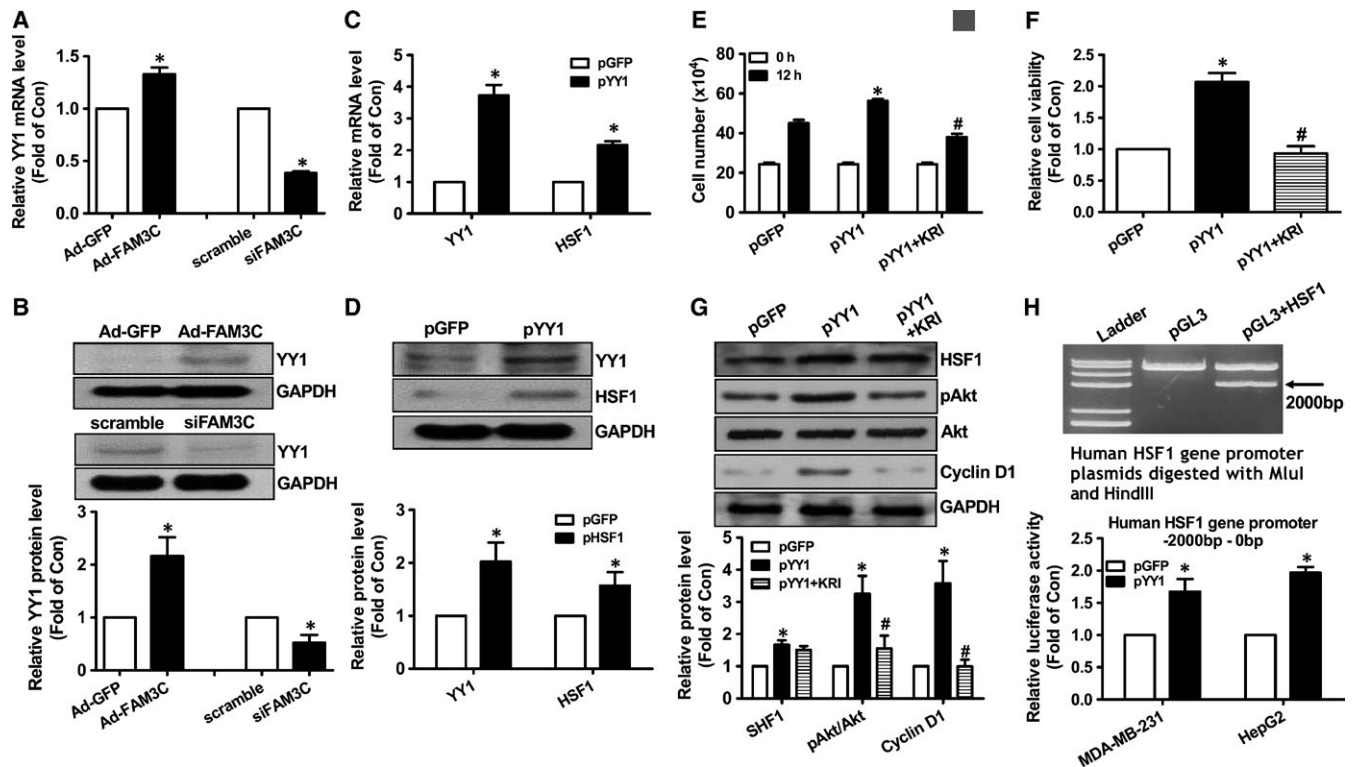 A
Relative YY1 mRNA level
(Fold of Con)
1.5
1.0
0.5
0.0
*
*
Ad-GFP
Ad-FAM3C
scramble
siFAM3C
C
Relative mRNA level
(Fold of Con)
5
4
3
2
1
0
pGFP
pYY1
*
*
YY1
HSF1
E
Cell number (x10⁴)
80
60
40
20
0
0 h
12 h
*
#
pGFP
pYY1
pYY1+KRI
F
Relative cell viability
(Fold of Con)
2.5
2.0
1.5
1.0
0.5
0.0
*
#
pGFP
pYY1
pYY1+KRI
B
Ad-GFP Ad-FAM3C
YY1
GAPDH
scramble siFAM3C
YY1
GAPDH
Relative YY1 protein level
(Fold of Con)
3
2
1
0
*
*
Ad-GFP
Ad-FAM3C
scramble
siFAM3C
D
pGFP pYY1
YY1
HSF1
GAPDH
Relative protein level
(Fold of Con)
3
2
1
0
pGFP
pHSF1
*
*
YY1
HSF1
G
pGFP
pYY1
pYY1
+KRI
HSF1
pAkt
Akt
Cyclin D1
GAPDH
Relative protein level
(Fold of Con)
5
4
3
2
1
0
pGFP
pYY1
pYY1+KRI
*
*
#
*
#
SHF1
pAkt/Akt
Cyclin D1
H
Ladder
pGL3
pGL3+HSF1
2000bp
Human HSF1 gene promoter
plasmids digested with MluI
and HindIII
Human HSF1 gene promoter
-2000bp - 0bp
Relative luciferase activity
(Fold of Con)
2.5
2.0
1.5
1.0
0.5
0.0
pGFP
pYY1
*
*
MDA-MB-231
HepG2